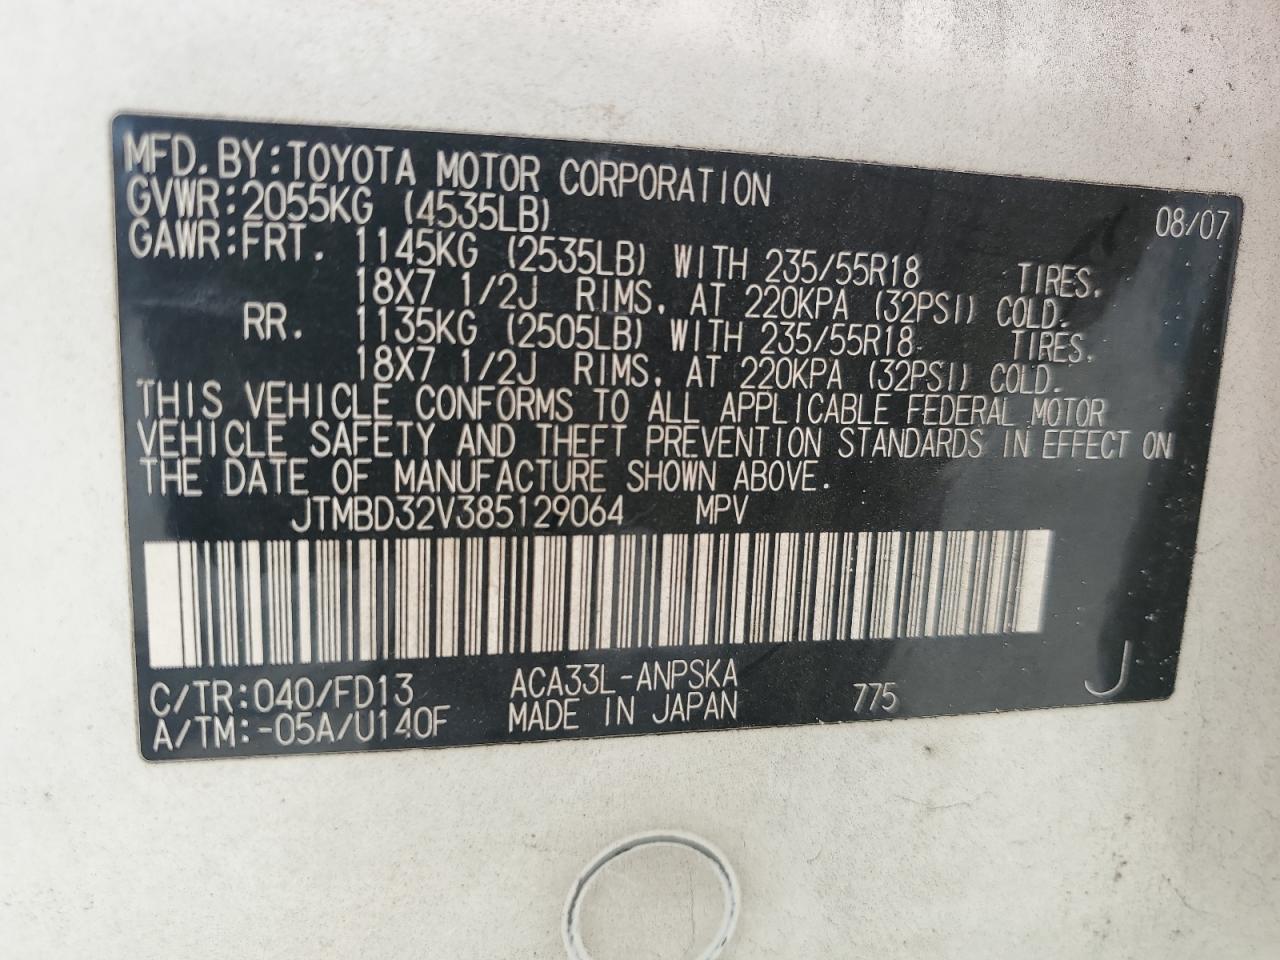 MFD. BY: TOYOTA MOTOR CORPORATION 08/07
GVWR: 2055KG (4535LB)
GAWR: FRT. 1145KG (2535LB) WITH 235/55R18 TIRES,
18X7 1/2J RIMS, AT 220KPA (32PSI) COLD.
RR. 1135KG (2505LB) WITH 235/55R18 TIRES,
18X7 1/2J RIMS, AT 220KPA (32PSI) COLD.
THIS VEHICLE CONFORMS TO ALL APPLICABLE FEDERAL MOTOR
VEHICLE SAFETY AND THEFT PREVENTION STANDARDS IN EFFECT ON
THE DATE OF MANUFACTURE SHOWN ABOVE.
JTMBD32V385129064 MPV
C/TR: 040/FD13 ACA33L-ANPSKA 775 J
A/TM: -05A/U140F MADE IN JAPAN